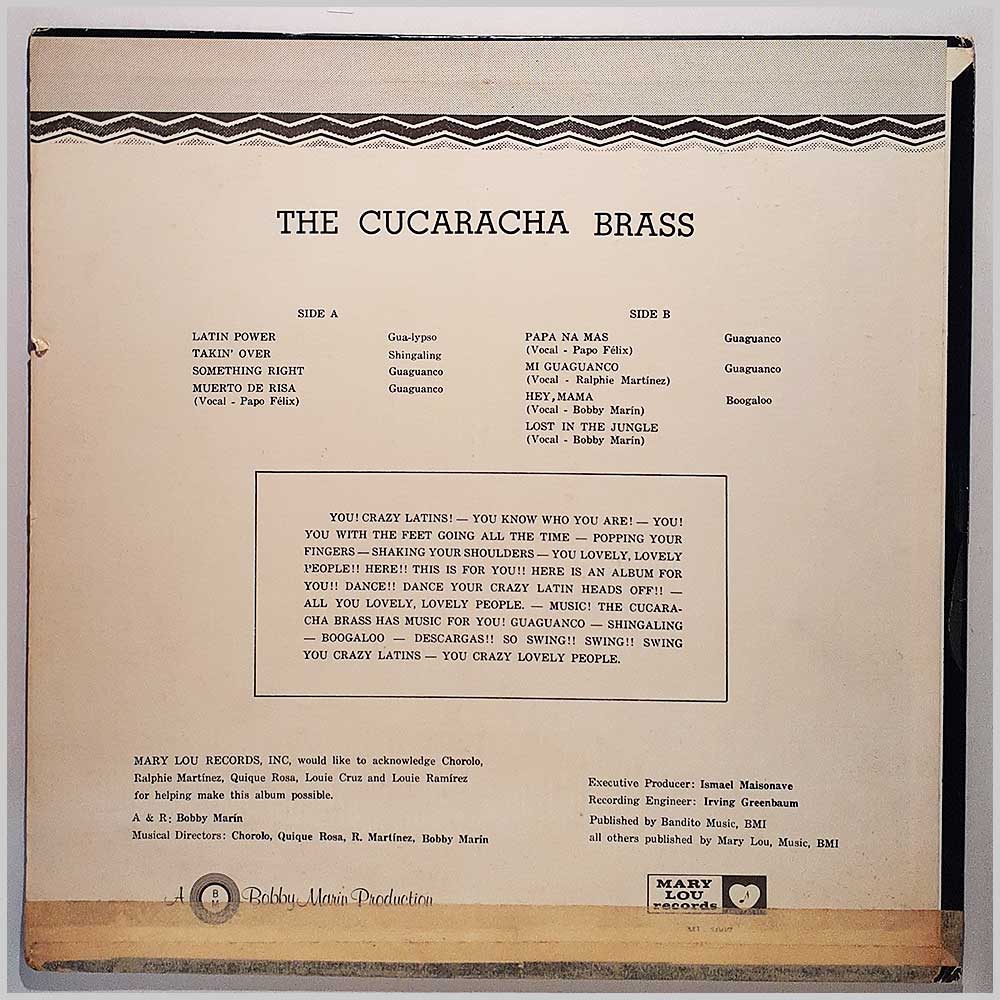 THE CUCARACHA BRASS
SIDE A
LATIN POWER Gua-lypso
TAKIN' OVER Shingaling
SOMETHING RIGHT Guaguanco
MUERTO DE RISA Guaguanco
(Vocal - Papo Félix)
SIDE B
PAPA NA MAS Guaguanco
(Vocal - Papo Félix)
MI GUAGUANCO Guaguanco
(Vocal - Ralphie Martínez)
HEY, MAMA Boogaloo
(Vocal - Bobby Marín)
LOST IN THE JUNGLE
(Vocal - Bobby Marín)
YOU! CRAZY LATINS! — YOU KNOW WHO YOU ARE! — YOU!
YOU WITH THE FEET GOING ALL THE TIME — POPPING YOUR
FINGERS — SHAKING YOUR SHOULDERS — YOU LOVELY, LOVELY
PEOPLE!! HERE!! THIS IS FOR YOU!! HERE IS AN ALBUM FOR
YOU!! DANCE!! DANCE YOUR CRAZY LATIN HEADS OFF!! —
ALL YOU LOVELY, LOVELY PEOPLE. — MUSIC! THE CUCARA-
CHA BRASS HAS MUSIC FOR YOU! GUAGUANCO — SHINGALING
— BOOGALOO — DESCARGAS!! SO SWING!! SWING!! SWING
YOU CRAZY LATINS — YOU CRAZY LOVELY PEOPLE.
MARY LOU RECORDS, INC, would like to acknowledge Chorolo,
Ralphie Martínez, Quique Rosa, Louie Cruz and Louie Ramírez
for helping make this album possible.
A & R: Bobby Marín
Musical Directors: Chorolo, Quique Rosa, R. Martínez, Bobby Marín
Executive Producer: Ismael Maisonave
Recording Engineer: Irving Greenbaum
Published by Bandito Music, BMI
all others published by Mary Lou, Music, BMI
A BM Bobby Marín Production
MARY
LOU
records